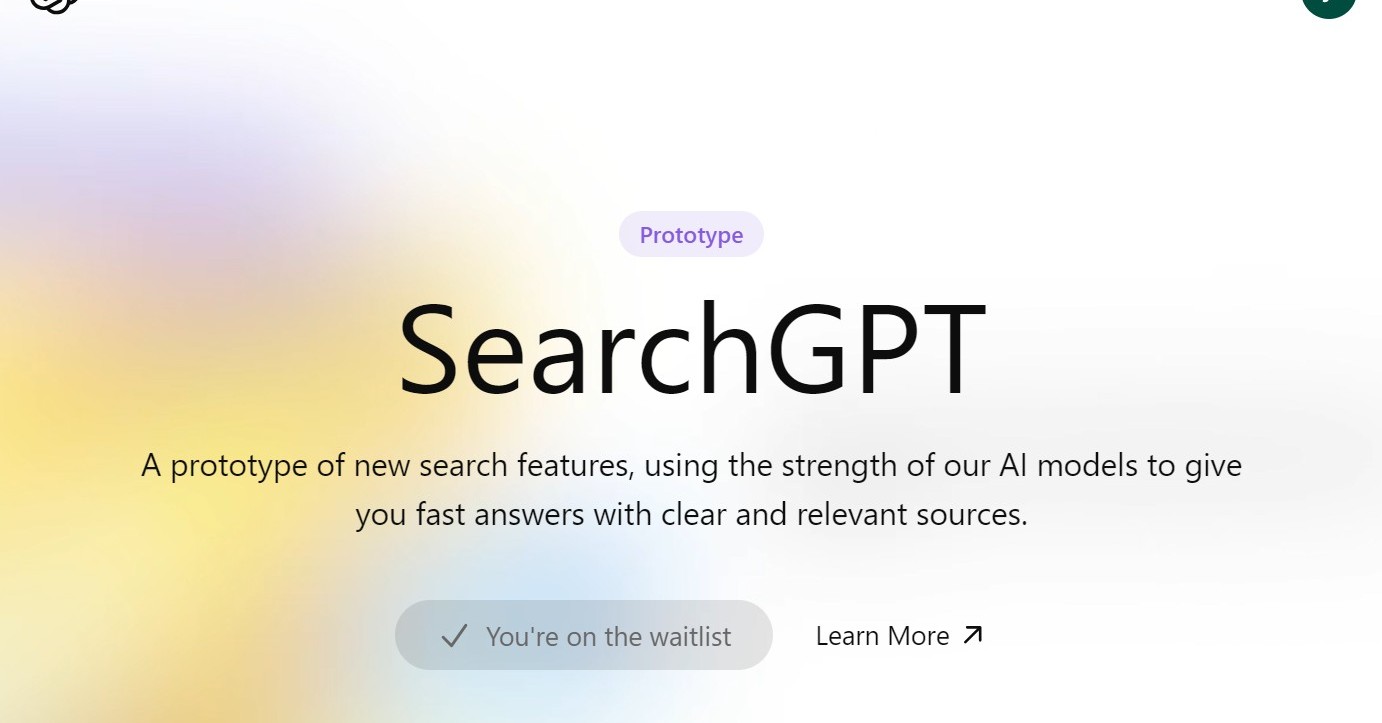 Prototype
SearchGPT
A prototype of new search features, using the strength of our AI models to give
you fast answers with clear and relevant sources.
You're on the waitlist
Learn More